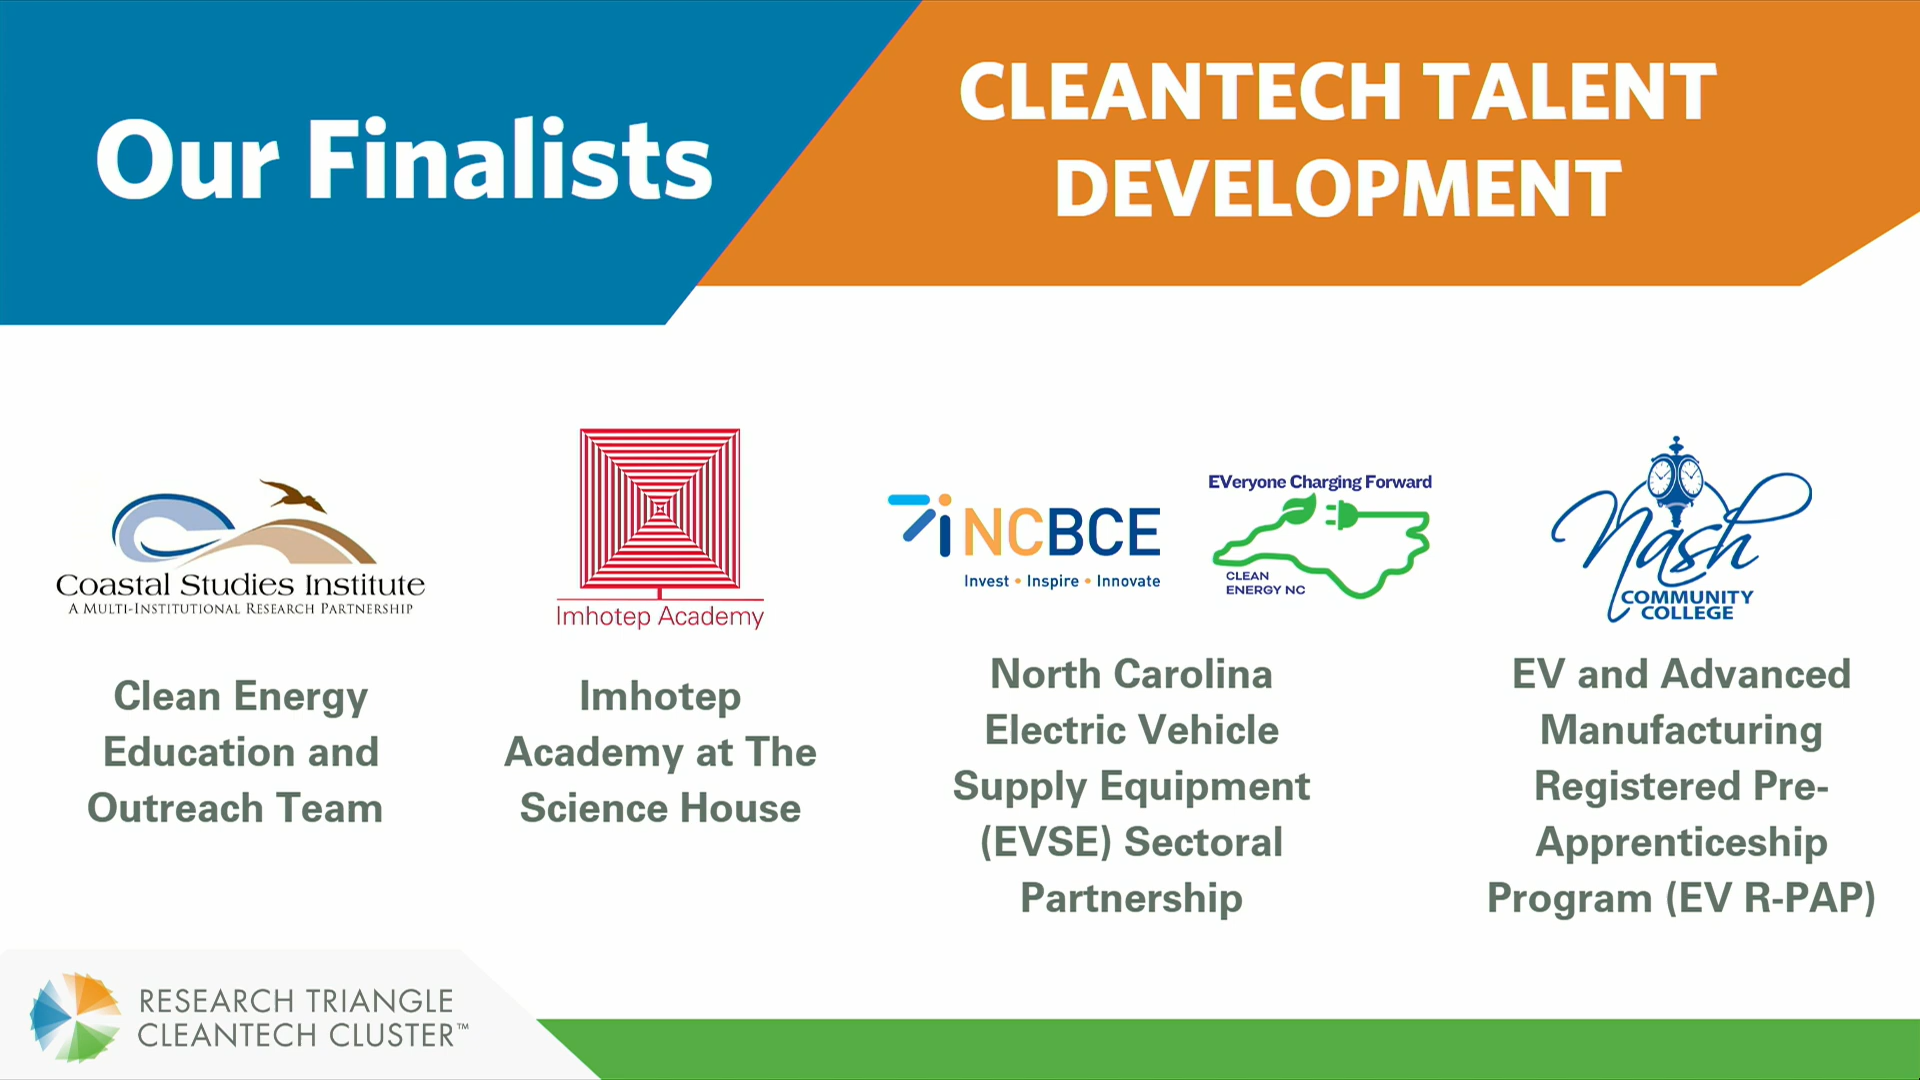 Our Finalists
CLEANTECH TALENT
DEVELOPMENT
Coastal Studies Institute
A MULTI-INSTITUTIONAL RESEARCH PARTNERSHIP
Clean Energy
Education and
Outreach Team
Imhotep Academy
Imhotep
Academy at The
Science House
NCBCE
Invest • Inspire • Innovate
EVeryone Charging Forward
CLEAN
ENERGY NC
North Carolina
Electric Vehicle
Supply Equipment
(EVSE) Sectoral
Partnership
Nash
COMMUNITY
COLLEGE
EV and Advanced
Manufacturing
Registered Pre-
Apprenticeship
Program (EV R-PAP)
RESEARCH TRIANGLE
CLEANTECH CLUSTER™